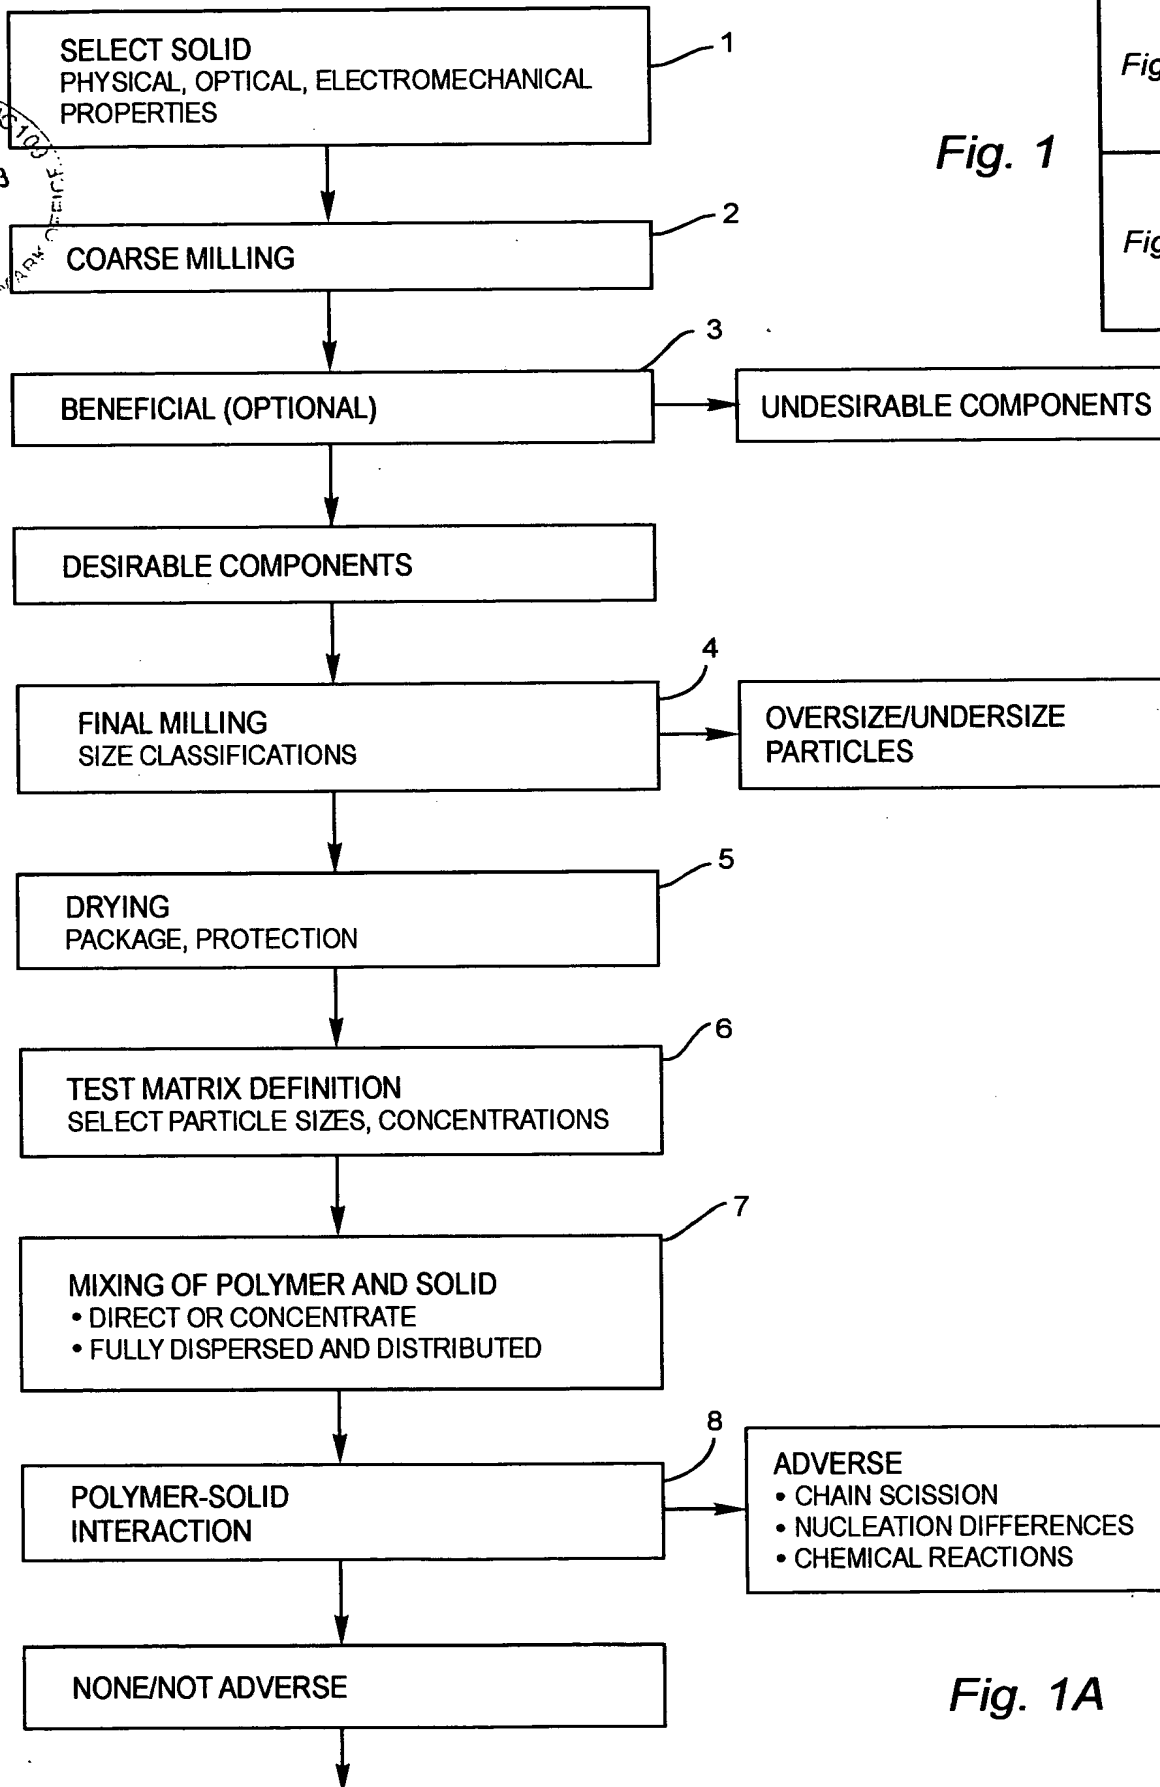 SELECT SOLID
PHYSICAL, OPTICAL, ELECTROMECHANICAL
PROPERTIES
1
Fig. 1
Fig
Fig
COARSE MILLING
2
BENEFICIAL (OPTIONAL)
3
UNDESIRABLE COMPONENTS
DESIRABLE COMPONENTS
FINAL MILLING
SIZE CLASSIFICATIONS
4
OVERSIZE/UNDERSIZE
PARTICLES
DRYING
PACKAGE, PROTECTION
5
TEST MATRIX DEFINITION
SELECT PARTICLE SIZES, CONCENTRATIONS
6
MIXING OF POLYMER AND SOLID
• DIRECT OR CONCENTRATE
• FULLY DISPERSED AND DISTRIBUTED
7
POLYMER-SOLID
INTERACTION
8
ADVERSE
• CHAIN SCISSION
• NUCLEATION DIFFERENCES
• CHEMICAL REACTIONS
NONE/NOT ADVERSE
Fig. 1A